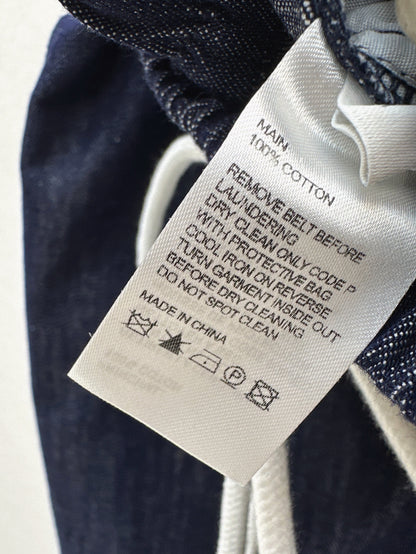 MAIN
100% COTTON
REMOVE BELT BEFORE
LAUNDERING
DRY CLEAN ONLY CODE P
WITH PROTECTIVE BAG
COOL IRON ON REVERSE
TURN GARMENT INSIDE OUT
BEFORE DRY CLEANING
DO NOT SPOT CLEAN
MADE IN CHINA
P